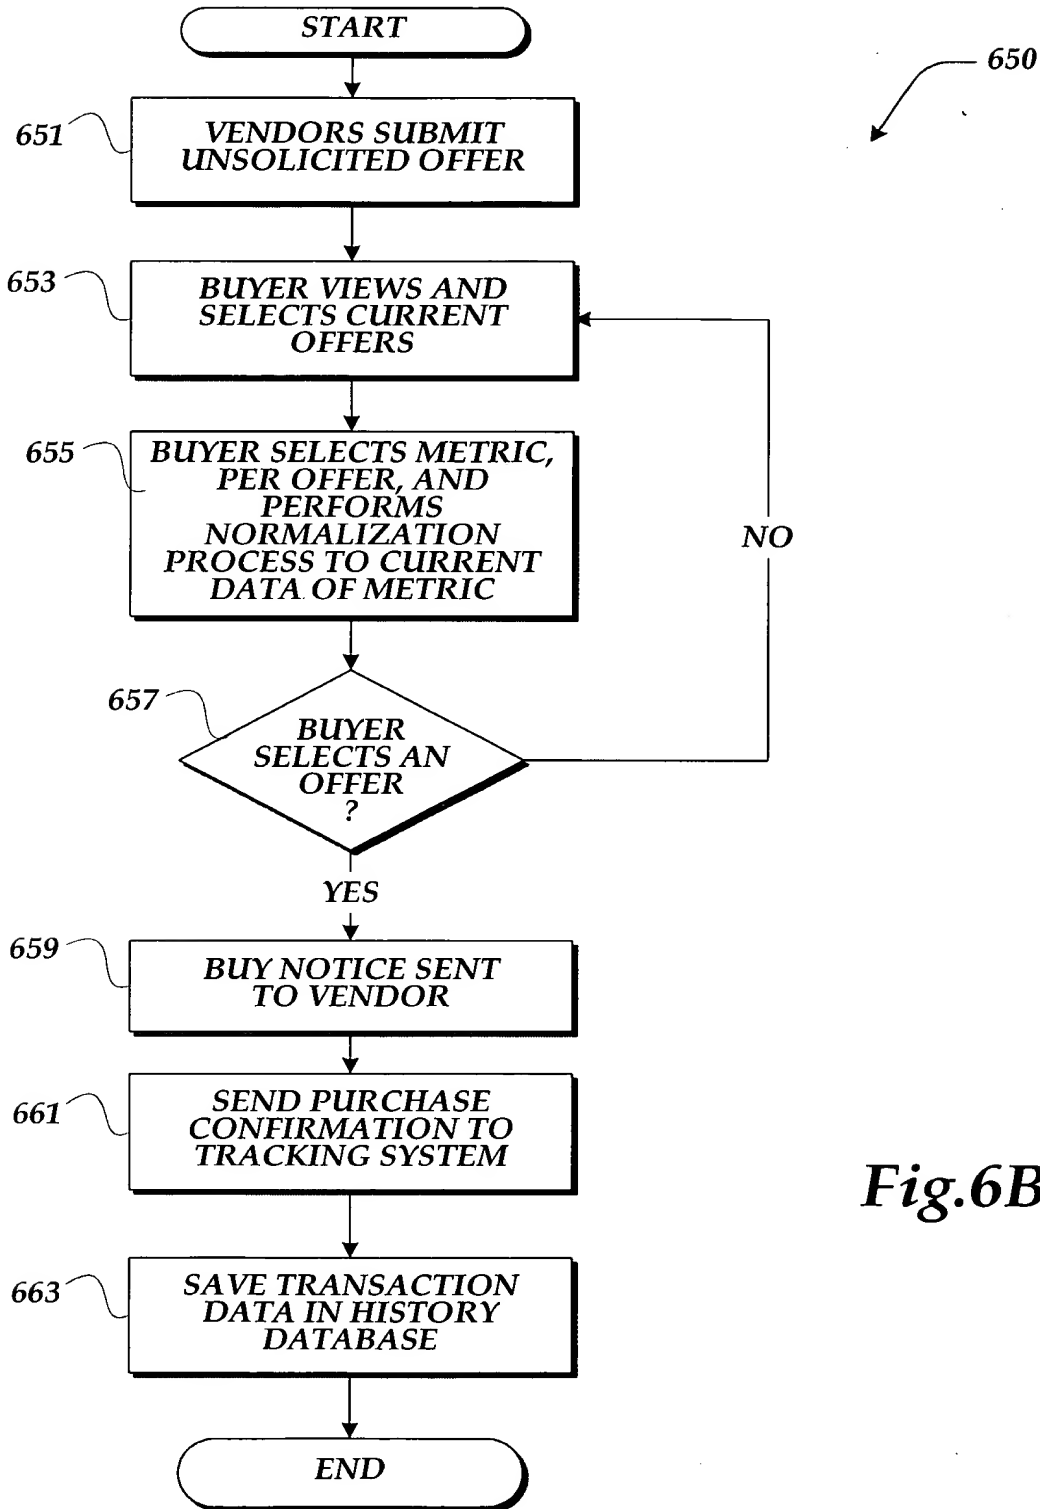 START
650
651
VENDORS SUBMIT
UNSOLICITED OFFER
653
BUYER VIEWS AND
SELECTS CURRENT
OFFERS
655
BUYER SELECTS METRIC,
PER OFFER, AND
PERFORMS
NORMALIZATION
PROCESS TO CURRENT
DATA OF METRIC
NO
657
BUYER
SELECTS AN
OFFER
?
YES
659
BUY NOTICE SENT
TO VENDOR
661
SEND PURCHASE
CONFIRMATION TO
TRACKING SYSTEM
Fig.6B
663
SAVE TRANSACTION
DATA IN HISTORY
DATABASE
END